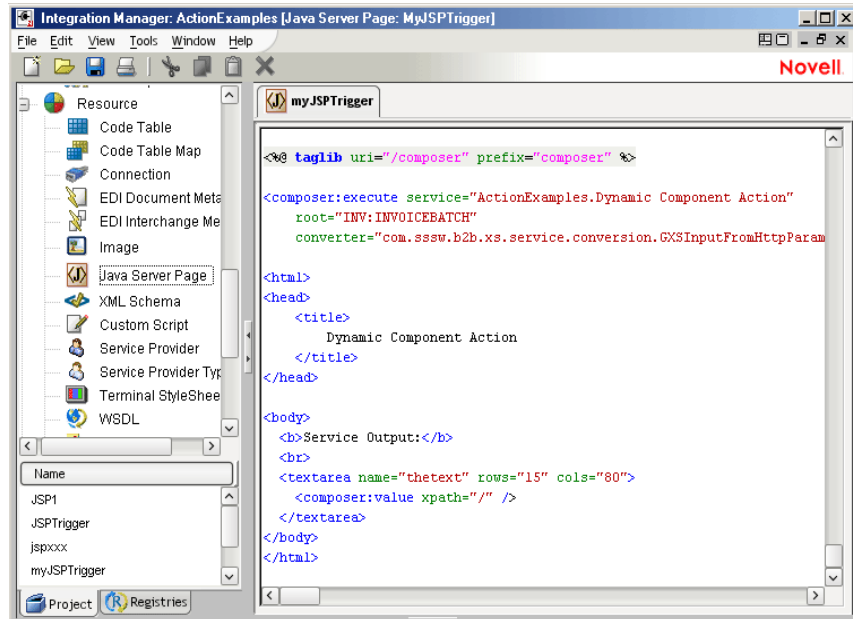 Integration Manager: ActionExamples [Java Server Page: MyJSPTrigger]
File Edit View Tools Window Help
Novell
Resource
Code Table
Code Table Map
Connection
EDI Document Meta
EDI Interchange Me
Image
Java Server Page
XML Schema
Custom Script
Service Provider
Service Provider Typ
Terminal StyleShee
WSDL
Name
JSP1
JSPTrigger
jspxxx
myJSPTrigger
Project Registries
myJSPTrigger
<%@ taglib uri="/composer" prefix="composer" %>
<composer:execute service="ActionExamples.Dynamic Component Action"
root="INV:INVOICEBATCH"
converter="com.sssw.b2b.xs.service.conversion.GXSInputFromHttpParam
<html>
<head>
<title>
Dynamic Component Action
</title>
</head>
<body>
<b>Service Output:</b>
<br>
<textarea name="thetext" rows="15" cols="80">
<composer:value xpath="/" />
</textarea>
</body>
</html>